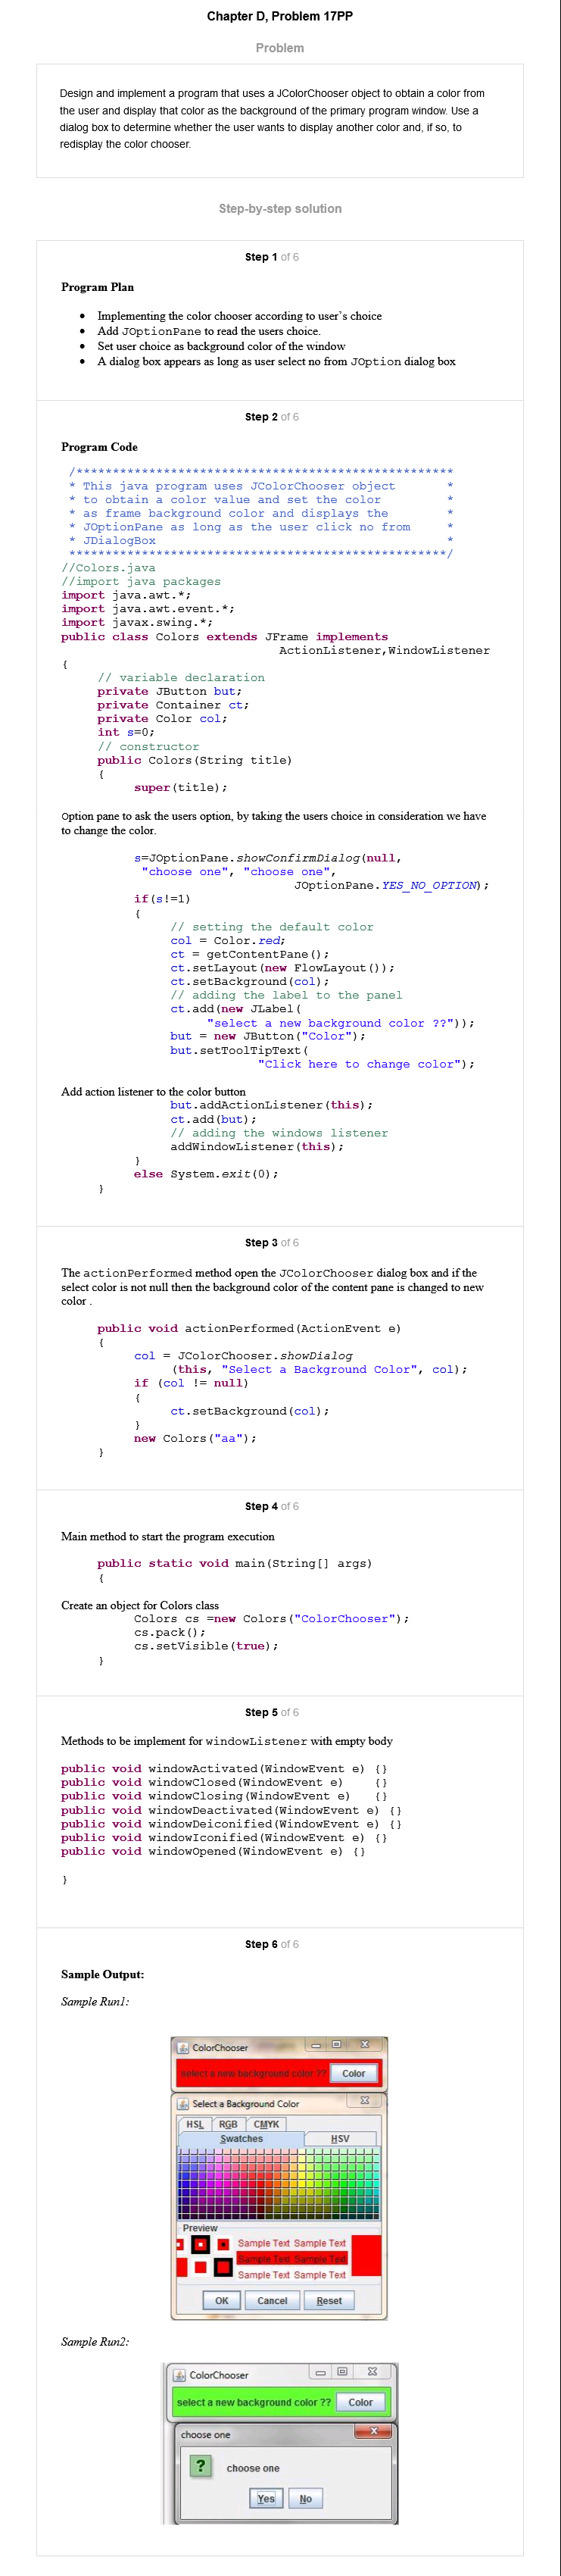 Chapter D, Problem 17PP
Problem
Design and implement a program that uses a JColorChooser object to obtain a color from
the user and display that color as the background of the primary program window. Use a
dialog box to determine whether the user wants to display another color and, if so, to
redisplay the color chooser.
Step-by-step solution
Step 1 of 6
Program Plan
• Implementing the color chooser according to user's choice
• Add JOptionPane to read the users choice.
• Set user choice as background color of the window
• A dialog box appears as long as user select no from JOption dialog box
Step 2 of 6
Program Code
/****************************************************
* This java program uses JColorChooser object *
* to obtain a color value and set the color *
* as frame background color and displays the *
* JOptionPane as long as the user click no from *
* JDialogBox *
****************************************************/
//Colors.java
//import java packages
import java.awt.*;
import java.awt.event.*;
import javax.swing.*;
public class Colors extends JFrame implements
ActionListener,WindowListener
{
// variable declaration
private JButton but;
private Container ct;
private Color col;
int s=0;
// constructor
public Colors(String title)
{
super(title);
Option pane to ask the users option, by taking the users choice in consideration we have
to change the color.
s=JOptionPane.showConfirmDialog(null,
"choose one", "choose one",
JOptionPane.YES_NO_OPTION);
if(s!=1)
{
// setting the default color
col = Color.red;
ct = getContentPane();
ct.setLayout(new FlowLayout());
ct.setBackground(col);
// adding the label to the panel
ct.add(new JLabel(
"select a new background color ??"));
but = new JButton("Color");
but.setToolTipText(
"Click here to change color");
Add action listener to the color button
but.addActionListener(this);
ct.add(but);
// adding the windows listener
addWindowListener(this);
}
else System.exit(0);
}
Step 3 of 6
The actionPerformed method open the JColorChooser dialog box and if the
select color is not null then the background color of the content pane is changed to new
color .
public void actionPerformed(ActionEvent e)
{
col = JColorChooser.showDialog
(this, "Select a Background Color", col);
if (col != null)
{
ct.setBackground(col);
}
new Colors("aa");
}
Step 4 of 6
Main method to start the program execution
public static void main(String[] args)
{
Create an object for Colors class
Colors cs =new Colors("ColorChooser");
cs.pack();
cs.setVisible(true);
}
Step 5 of 6
Methods to be implement for windowListener with empty body
public void windowActivated(WindowEvent e) {}
public void windowClosed(WindowEvent e) {}
public void windowClosing(WindowEvent e) {}
public void windowDeactivated(WindowEvent e) {}
public void windowDeiconified(WindowEvent e) {}
public void windowIconified(WindowEvent e) {}
public void windowOpened(WindowEvent e) {}
}
Step 6 of 6
Sample Output:
Sample Run1:
ColorChooser
select a new background color ?? Color
Select a Background Color
HSL RGB CMYK
Swatches HSV
Preview
Sample Text Sample Text
Sample Text Sample Text
Sample Text Sample Text
OK Cancel Reset
Sample Run2:
ColorChooser
select a new background color ?? Color
choose one
? choose one
Yes No